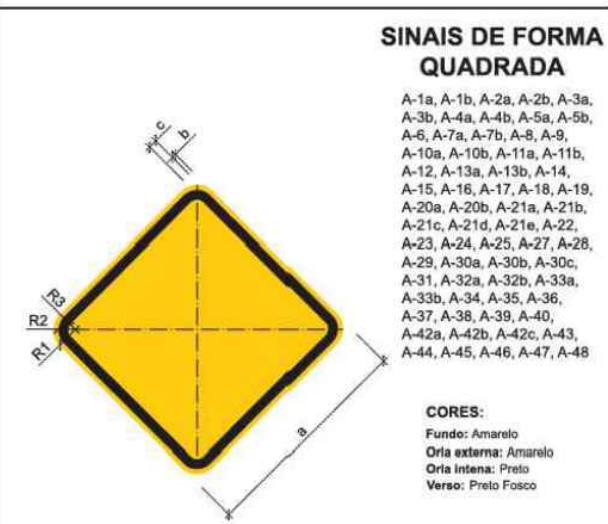 SINAIS DE FORMA
QUADRADA
A-1a, A-1b, A-2a, A-2b, A-3a,
A-3b, A-4a, A-4b, A-5a, A-5b,
A-6, A-7a, A-7b, A-8, A-9,
A-10a, A-10b, A-11a, A-11b,
A-12, A-13a, A-13b, A-14,
A-15, A-16, A-17, A-18, A-19,
A-20a, A-20b, A-21a, A-21b,
A-21c, A-21d, A-21e, A-22,
A-23, A-24, A-25, A-27, A-28,
A-29, A-30a, A-30b, A-30c,
A-31, A-32a, A-32b, A-33a,
A-33b, A-34, A-35, A-36,
A-37, A-38, A-39, A-40,
A-42a, A-42b, A-42c, A-43,
A-44, A-45, A-46, A-47, A-48
c
b
R3
R2
R1
a
CORES:
Fundo: Amarelo
Orla externa: Amarelo
Orla intena: Preto
Verso: Preto Fosco